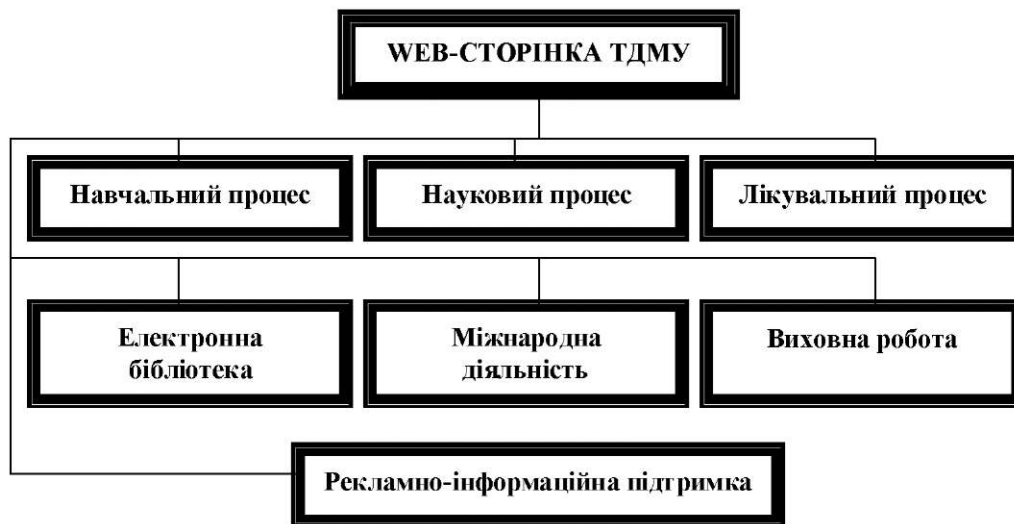 WEB-СТОРІНКА ТДМУ
Навчальний процес
Науковий процес
Лікувальний процес
Електронна
бібліотека
Міжнародна
діяльність
Виховна робота
Рекламно-інформаційна підтримка